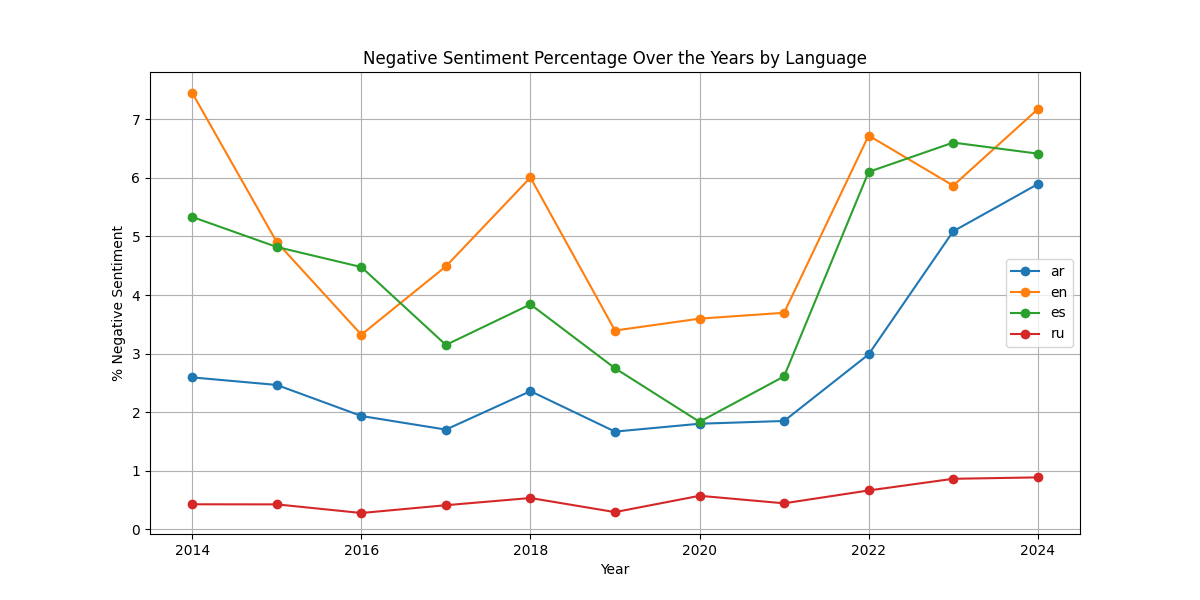 Negative Sentiment Percentage Over the Years by Language
% Negative Sentiment
7
6
5
4
3
2
1
0
ar
en
es
ru
2014 2016 2018 2020 2022 2024
Year